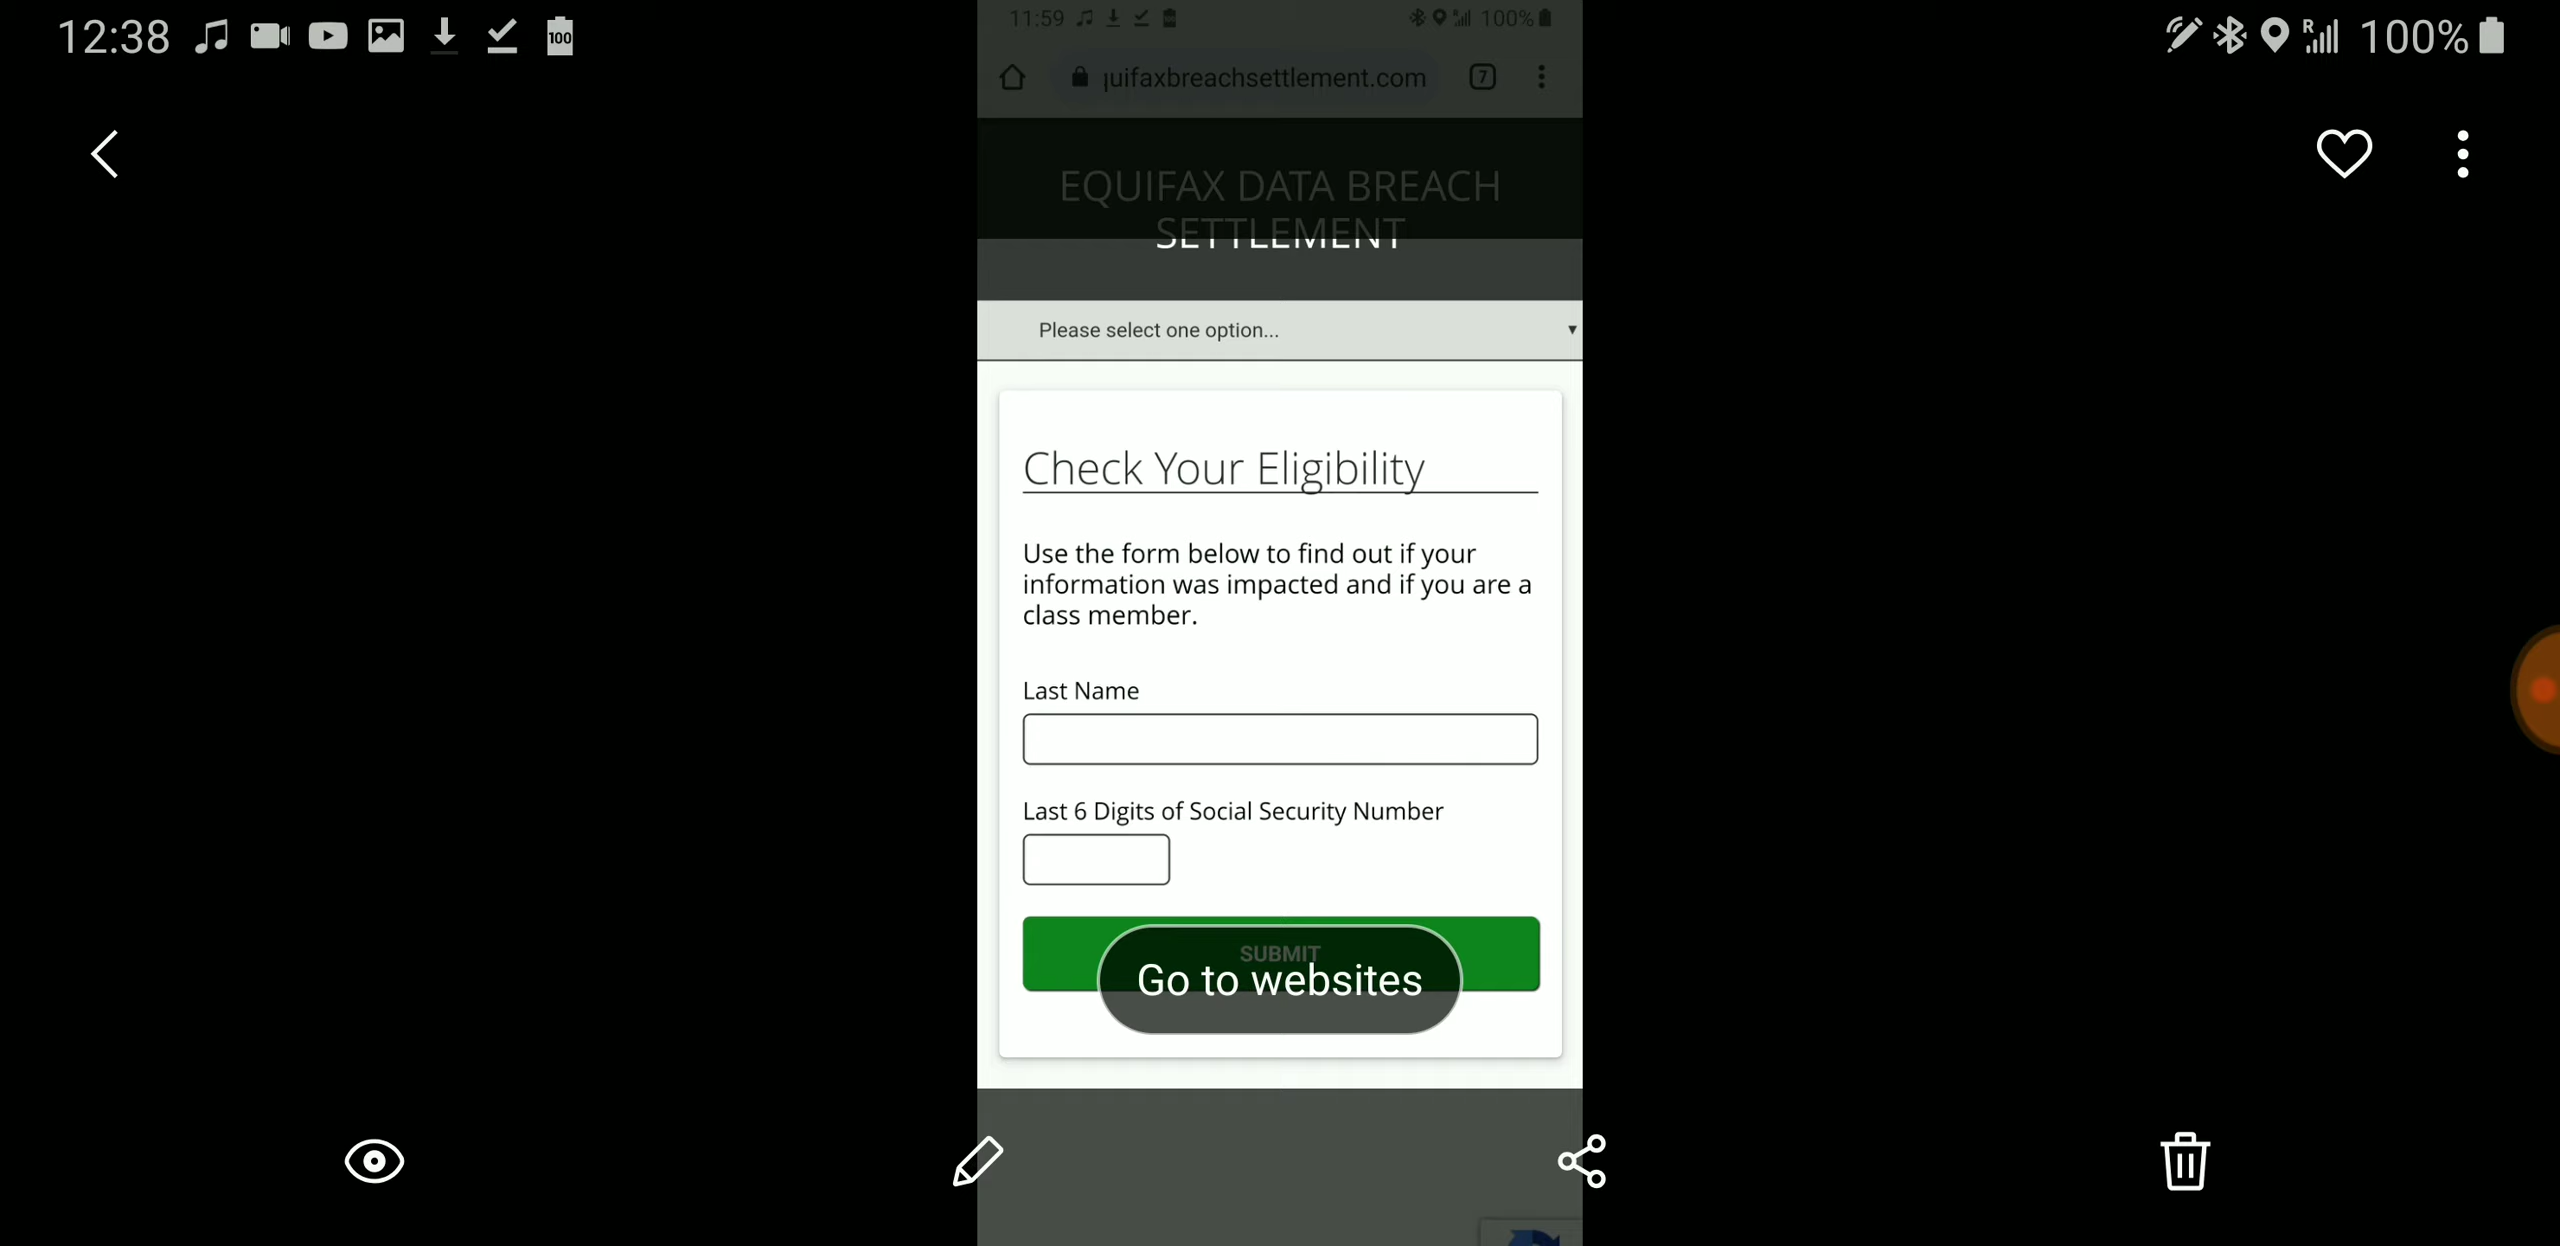 12:38
100
R
100%
11:59
100%
quifaxbreachsettlement.com
7
EQUIFAX DATA BREACH
SETTLEMENT
Please select one option...
Check Your Eligibility
Use the form below to find out if your
information was impacted and if you are a
class member.
Last Name
Last 6 Digits of Social Security Number
SUBMIT
Go to websites